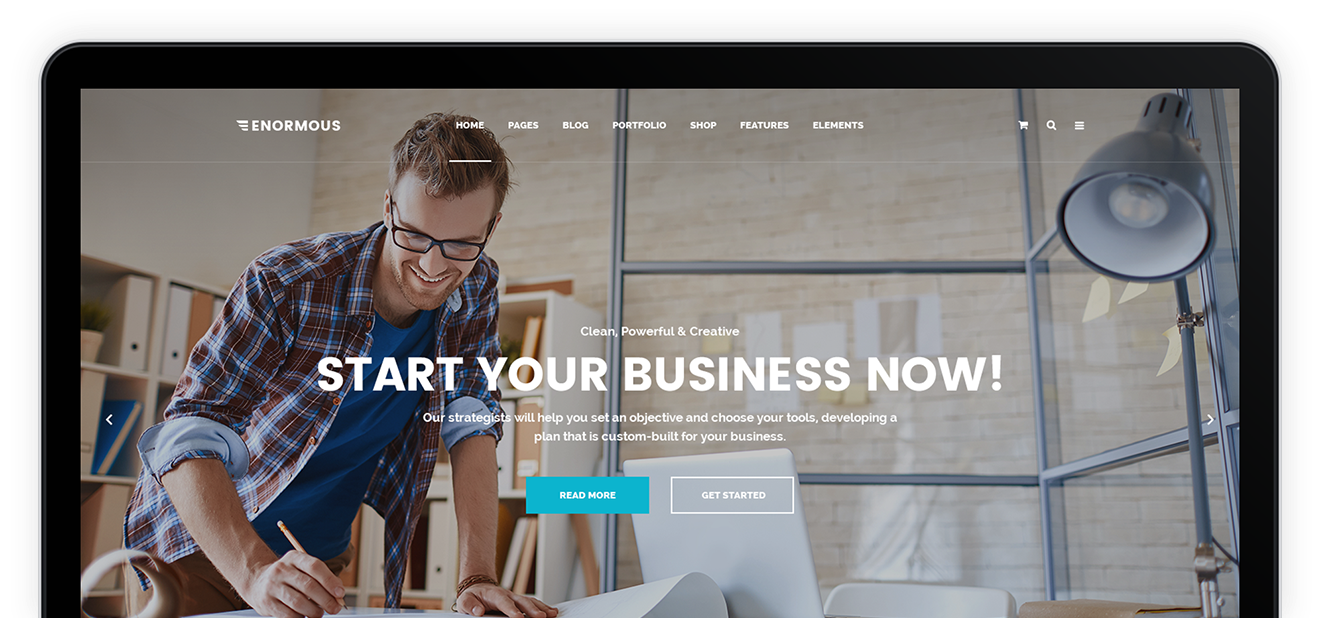 ENORMOUS
HOME PAGES BLOG PORTFOLIO SHOP FEATURES ELEMENTS
Clean, Powerful & Creative
START YOUR BUSINESS NOW!
Our strategists will help you set an objective and choose your tools, developing a
plan that is custom-built for your business.
READ MORE GET STARTED